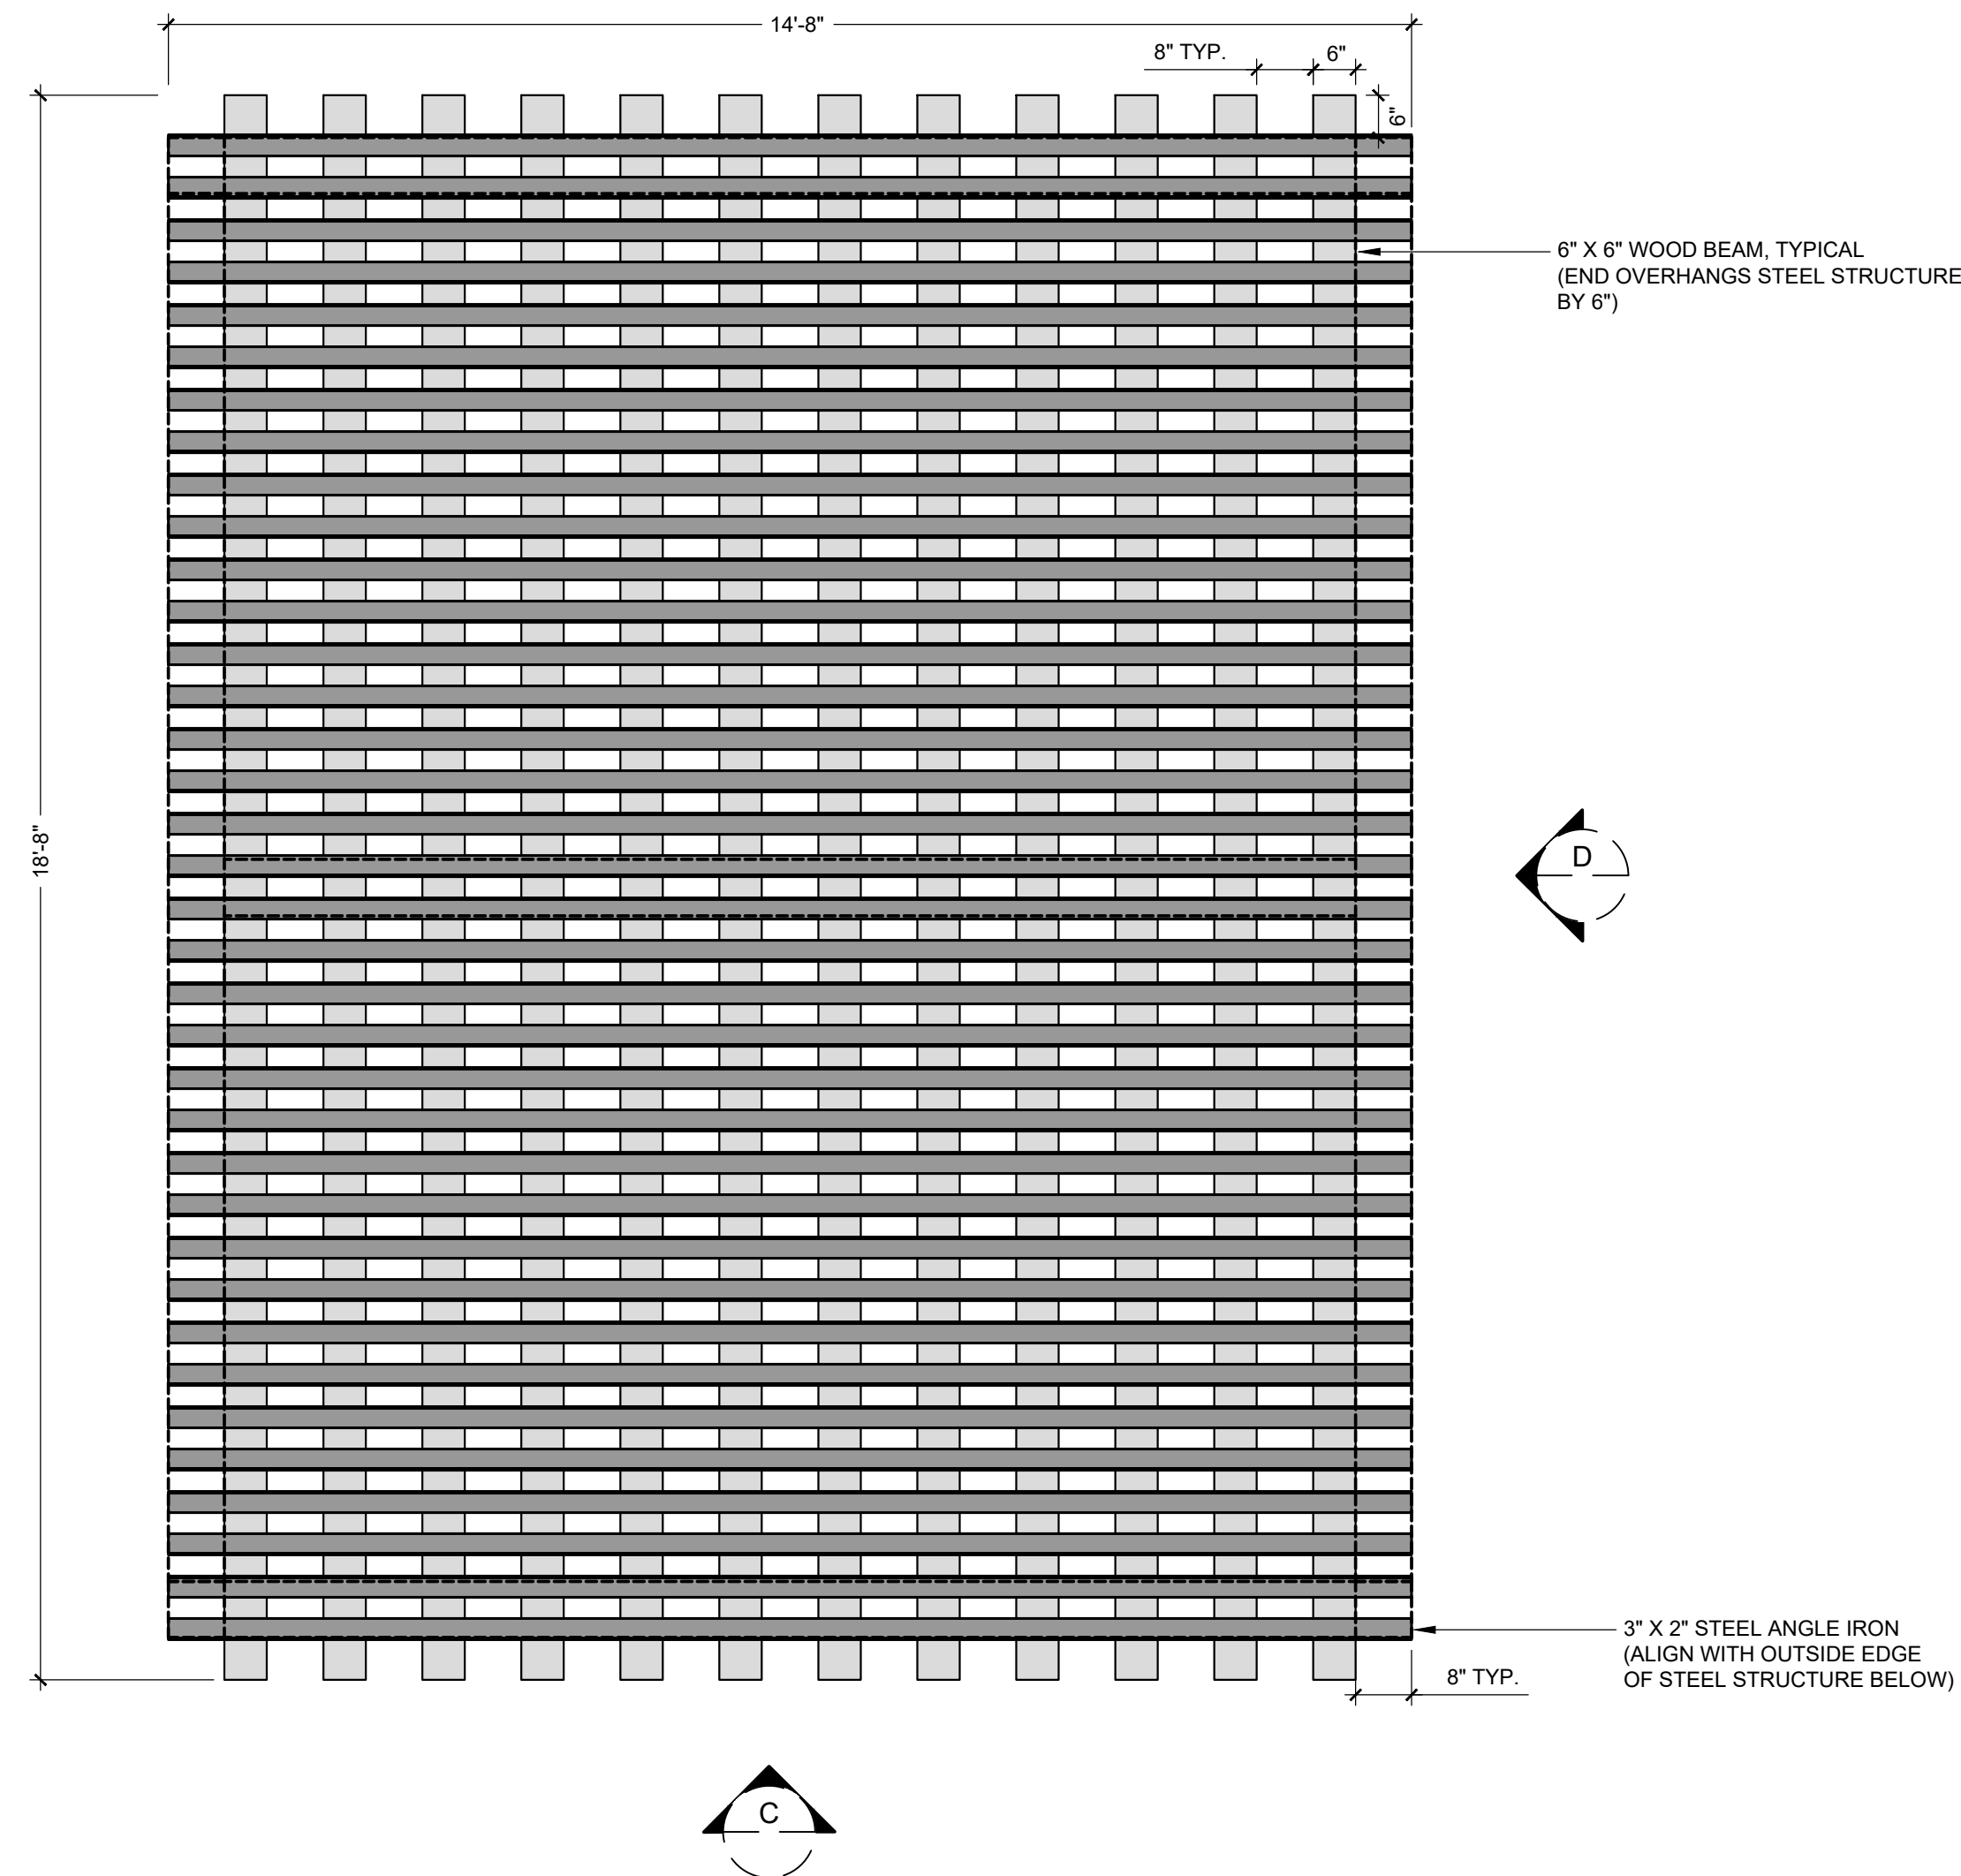 14'-8"
8" TYP.
6"
6"
6" X 6" WOOD BEAM, TYPICAL
(END OVERHANGS STEEL STRUCTURE
BY 6")
18'-8"
D
3" X 2" STEEL ANGLE IRON
(ALIGN WITH OUTSIDE EDGE
OF STEEL STRUCTURE BELOW)
8" TYP.
C